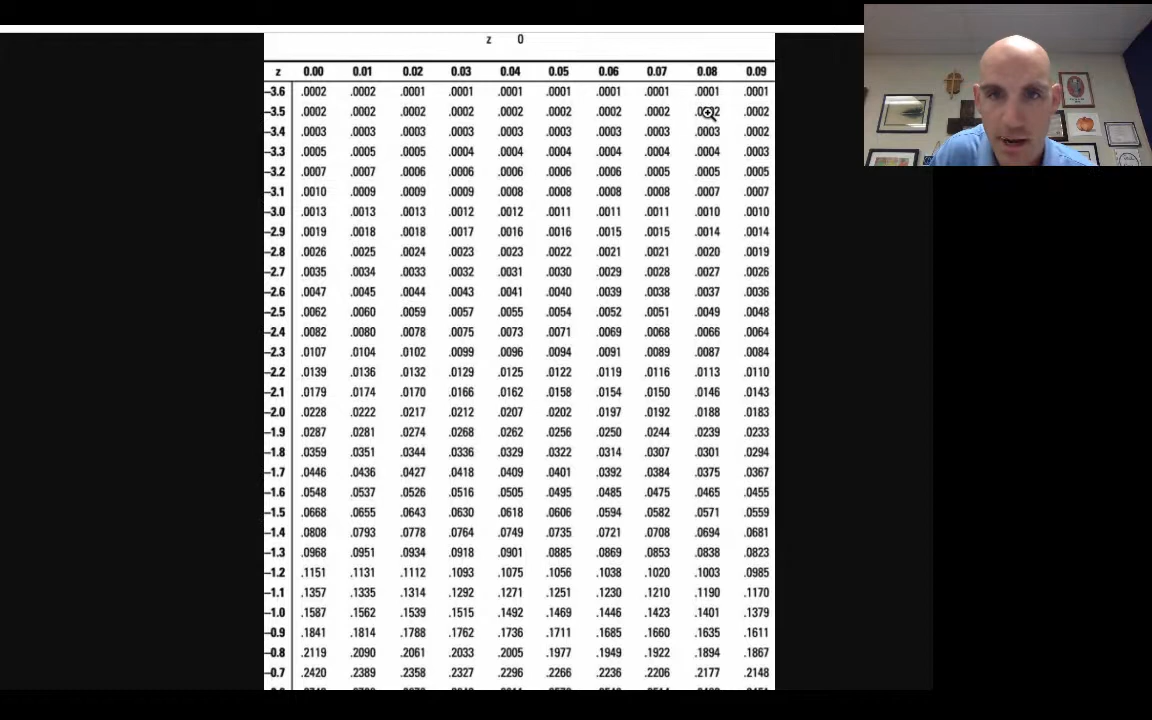 z 0
z 0.00 0.01 0.02 0.03 0.04 0.05 0.06 0.07 0.08 0.09
–3.6 .0002 .0002 .0001 .0001 .0001 .0001 .0001 .0001 .0001 .0001
–3.5 .0002 .0002 .0002 .0002 .0002 .0002 .0002 .0002 .0002 .0002
–3.4 .0003 .0003 .0003 .0003 .0003 .0003 .0003 .0003 .0003 .0002
–3.3 .0005 .0005 .0005 .0004 .0004 .0004 .0004 .0004 .0004 .0003
–3.2 .0007 .0007 .0006 .0006 .0006 .0006 .0006 .0005 .0005 .0005
–3.1 .0010 .0009 .0009 .0009 .0008 .0008 .0008 .0008 .0007 .0007
–3.0 .0013 .0013 .0013 .0012 .0012 .0011 .0011 .0011 .0010 .0010
–2.9 .0019 .0018 .0018 .0017 .0016 .0016 .0015 .0015 .0014 .0014
–2.8 .0026 .0025 .0024 .0023 .0023 .0022 .0021 .0021 .0020 .0019
–2.7 .0035 .0034 .0033 .0032 .0031 .0030 .0029 .0028 .0027 .0026
–2.6 .0047 .0045 .0044 .0043 .0041 .0040 .0039 .0038 .0037 .0036
–2.5 .0062 .0060 .0059 .0057 .0055 .0054 .0052 .0051 .0049 .0048
–2.4 .0082 .0080 .0078 .0075 .0073 .0071 .0069 .0068 .0066 .0064
–2.3 .0107 .0104 .0102 .0099 .0096 .0094 .0091 .0089 .0087 .0084
–2.2 .0139 .0136 .0132 .0129 .0125 .0122 .0119 .0116 .0113 .0110
–2.1 .0179 .0174 .0170 .0166 .0162 .0158 .0154 .0150 .0146 .0143
–2.0 .0228 .0222 .0217 .0212 .0207 .0202 .0197 .0192 .0188 .0183
–1.9 .0287 .0281 .0274 .0268 .0262 .0256 .0250 .0244 .0239 .0233
–1.8 .0359 .0351 .0344 .0336 .0329 .0322 .0314 .0307 .0301 .0294
–1.7 .0446 .0436 .0427 .0418 .0409 .0401 .0392 .0384 .0375 .0367
–1.6 .0548 .0537 .0526 .0516 .0505 .0495 .0485 .0475 .0465 .0455
–1.5 .0668 .0655 .0643 .0630 .0618 .0606 .0594 .0582 .0571 .0559
–1.4 .0808 .0793 .0778 .0764 .0749 .0735 .0721 .0708 .0694 .0681
–1.3 .0968 .0951 .0934 .0918 .0901 .0885 .0869 .0853 .0838 .0823
–1.2 .1151 .1131 .1112 .1093 .1075 .1056 .1038 .1020 .1003 .0985
–1.1 .1357 .1335 .1314 .1292 .1271 .1251 .1230 .1210 .1190 .1170
–1.0 .1587 .1562 .1539 .1515 .1492 .1469 .1446 .1423 .1401 .1379
–0.9 .1841 .1814 .1788 .1762 .1736 .1711 .1685 .1660 .1635 .1611
–0.8 .2119 .2090 .2061 .2033 .2005 .1977 .1949 .1922 .1894 .1867
–0.7 .2420 .2389 .2358 .2327 .2296 .2266 .2236 .2206 .2177 .2148